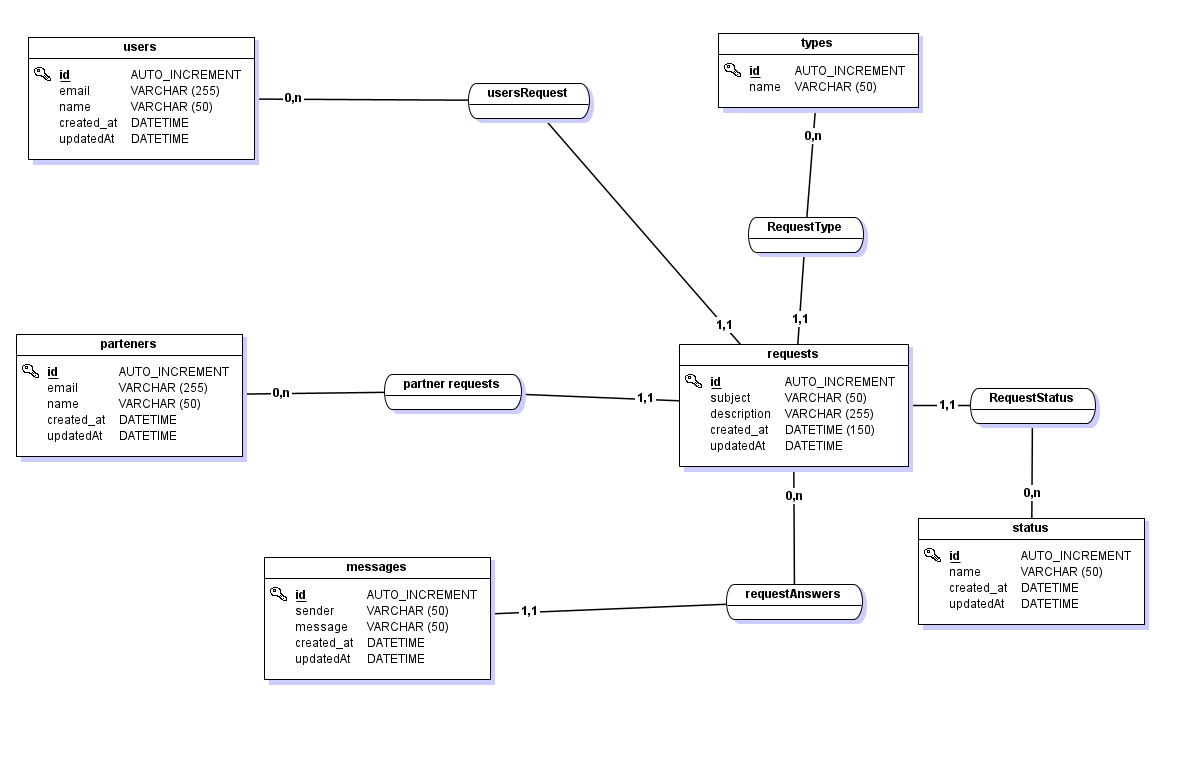 users
id AUTO_INCREMENT
email VARCHAR (255)
name VARCHAR (50)
created_at DATETIME
updatedAt DATETIME
0,n
usersRequest
1,1
types
id AUTO_INCREMENT
name VARCHAR (50)
0,n
RequestType
1,1
parteners
id AUTO_INCREMENT
email VARCHAR (255)
name VARCHAR (50)
created_at DATETIME
updatedAt DATETIME
0,n
partner requests
1,1
requests
id AUTO_INCREMENT
subject VARCHAR (50)
description VARCHAR (255)
created_at DATETIME (150)
updatedAt DATETIME
1,1
RequestStatus
0,n
status
id AUTO_INCREMENT
name VARCHAR (50)
created_at DATETIME
updatedAt DATETIME
0,n
requestAnswers
1,1
messages
id AUTO_INCREMENT
sender VARCHAR (50)
message VARCHAR (50)
created_at DATETIME
updatedAt DATETIME